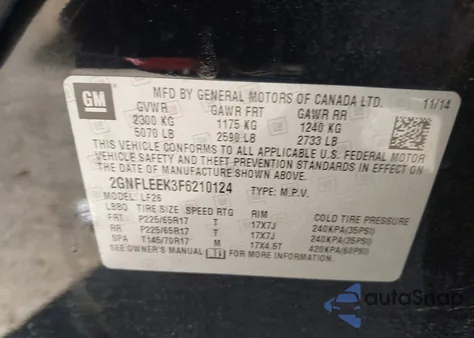 GM
MFD BY GENERAL MOTORS OF CANADA LTD. 11/14
GVWR GAWR FRT GAWR RR
2300 KG 1175 KG 1240 KG
5070 LB 2590 LB 2733 LB
THIS VEHICLE CONFORMS TO ALL APPLICABLE U.S. FEDERAL MOTOR
VEHICLE SAFETY AND THEFT PREVENTION STANDARDS IN EFFECT ON
THE DATE OF MANUFACTURE SHOWN ABOVE.
2GNFLEEK3F6210124 TYPE: M.P.V.
MODEL: LF26
LBBQ TIRE SIZE SPEED RTG RIM COLD TIRE PRESSURE
FRT P225/65R17 T 17X7J 240KPA(35PSI)
RR P225/65R17 T 17X7J 240KPA(35PSI)
SPA T145/70R17 M 17X4.5T 420KPA(60PSI)
SEE OWNER'S MANUAL FOR MORE INFORMATION.
autoSnap